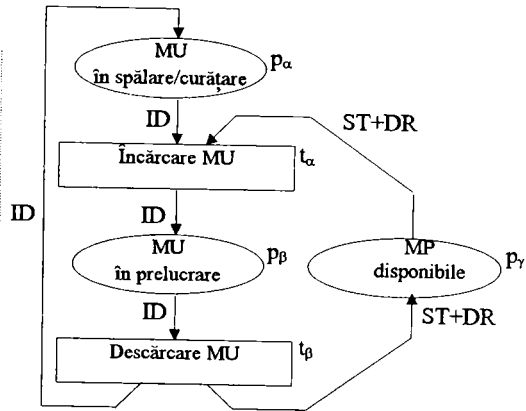 MU
în spălare/curăţare
pα
ID
ST+DR
Încărcare MU
tα
ID
ID
MU
în prelucrare
pβ
MP
disponibile
pγ
ID
ST+DR
Descărcare MU
tβ